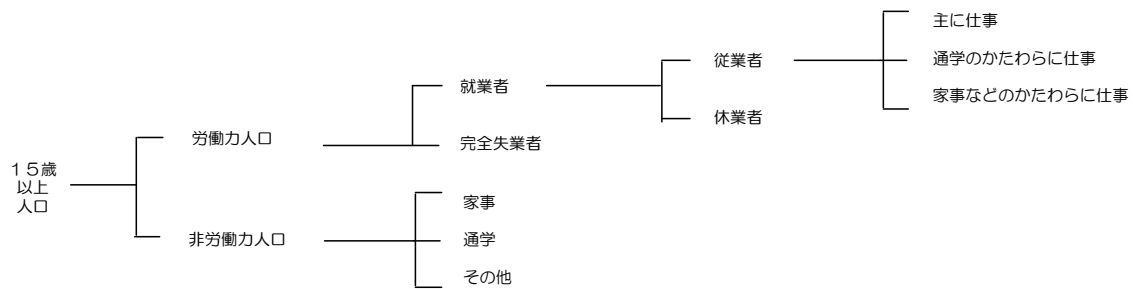 主に仕事
従業者
通学のかたわらに仕事
就業者
家事などのかたわらに仕事
休業者
労働力人口
完全失業者
１５歳
以上
人口
家事
非労働力人口
通学
その他